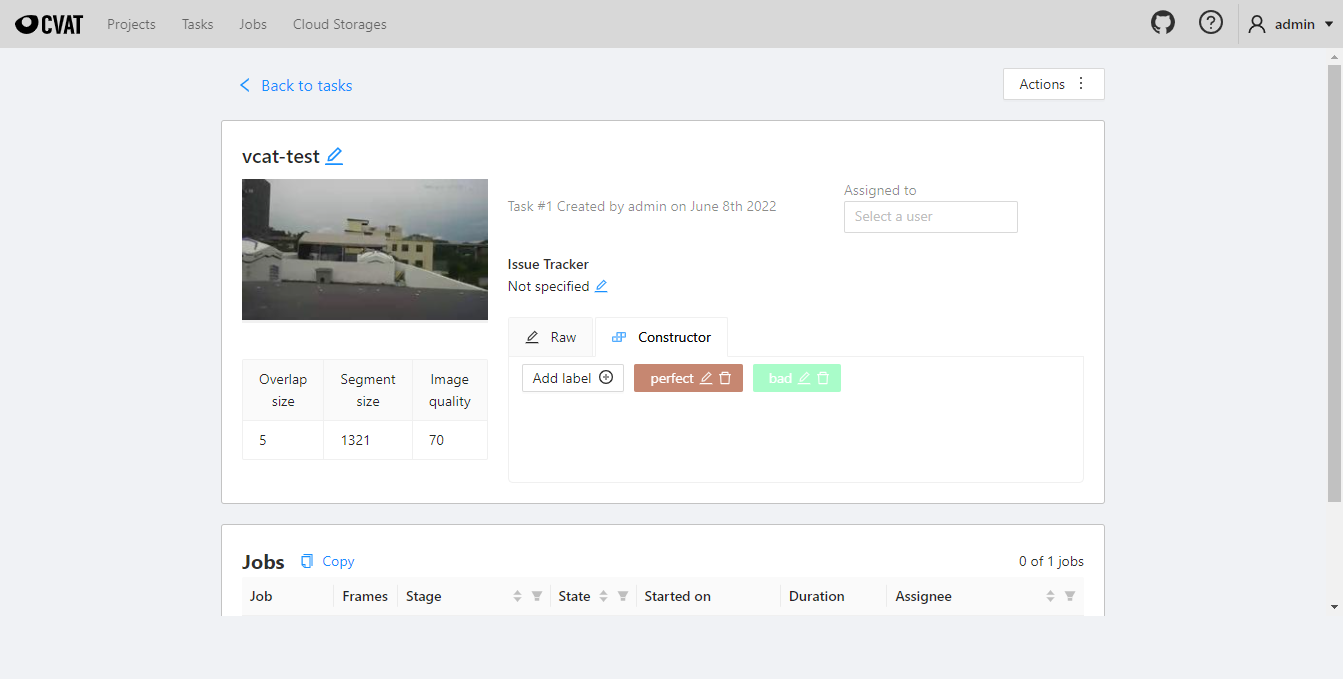 CVAT Projects Tasks Jobs Cloud Storages admin
Back to tasks
Actions
vcat-test
Task #1 Created by admin on June 8th 2022
Assigned to
Select a user
Issue Tracker
Not specified
Raw Constructor
Add label perfect bad
Overlap size Segment size Image quality
5 1321 70
Jobs Copy 0 of 1 jobs
Job Frames Stage State Started on Duration Assignee